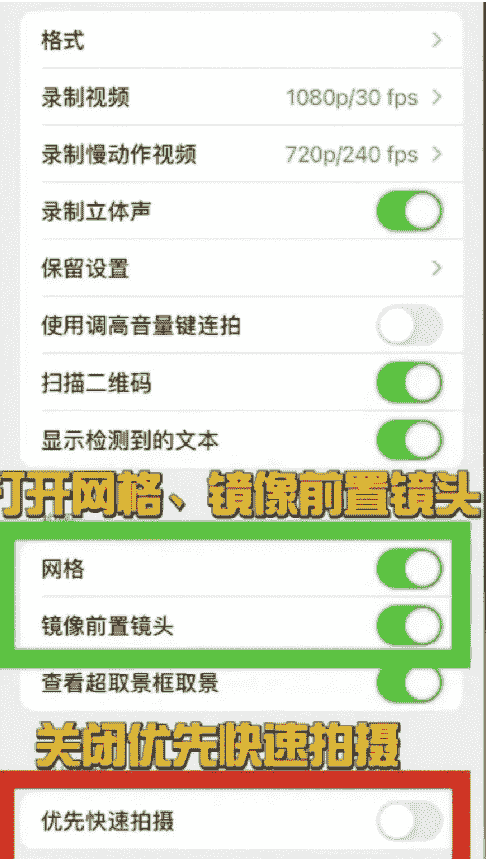 格式
录制视频 1080p/30 fps
录制慢动作视频 720p/240 fps
录制立体声
保留设置
使用调高音量键连拍
扫描二维码
显示检测到的文本
打开网格、镜像前置镜头
网格
镜像前置镜头
查看超取景框取景
关闭优先快速拍摄
优先快速拍摄